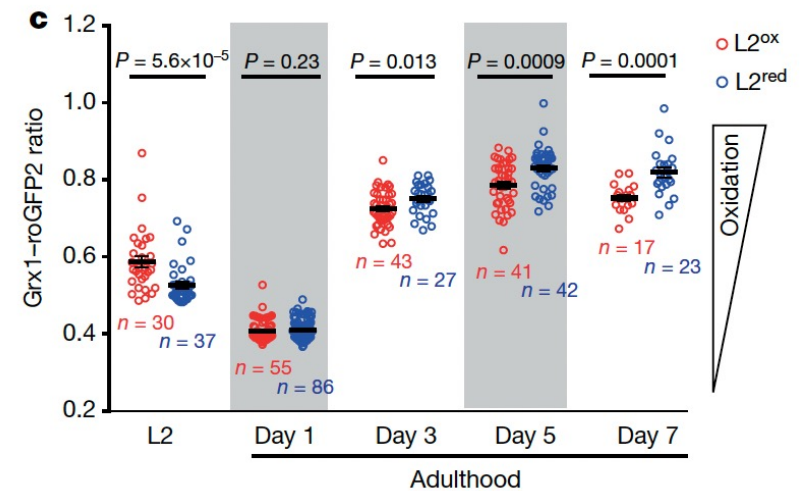 c
1.2
1.0
0.8
0.6
0.4
0.2
Grx1–roGFP2 ratio
P = 5.6×10⁻⁵
P = 0.23
P = 0.013
P = 0.0009
P = 0.0001
L2ᵒˣ
L2ʳᵉᵈ
Oxidation
n = 30
n = 37
n = 55
n = 86
n = 43
n = 27
n = 41
n = 42
n = 17
n = 23
L2 Day 1 Day 3 Day 5 Day 7
Adulthood